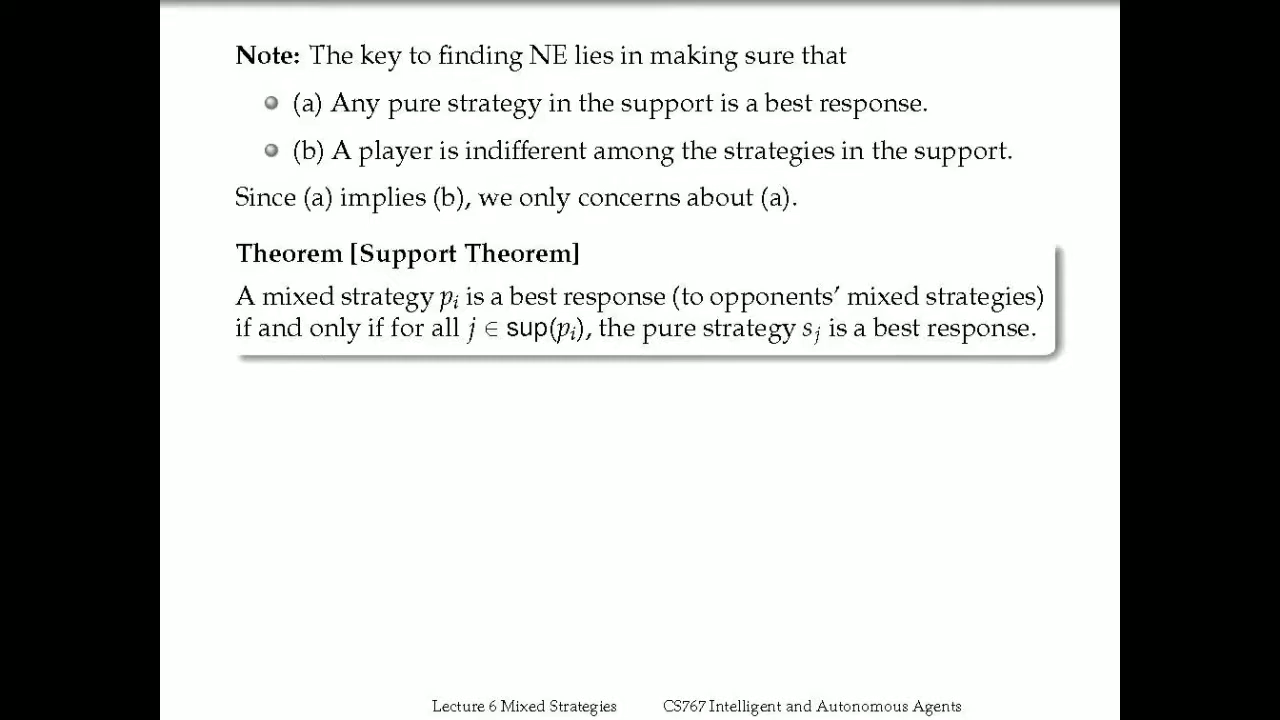 Note: The key to finding NE lies in making sure that
(a) Any pure strategy in the support is a best response.
(b) A player is indifferent among the strategies in the support.
Since (a) implies (b), we only concerns about (a).
Theorem [Support Theorem]
A mixed strategy pᵢ is a best response (to opponents’ mixed strategies)
if and only if for all j ∈ sup(pᵢ), the pure strategy sⱼ is a best response.
Lecture 6 Mixed Strategies CS767 Intelligent and Autonomous Agents